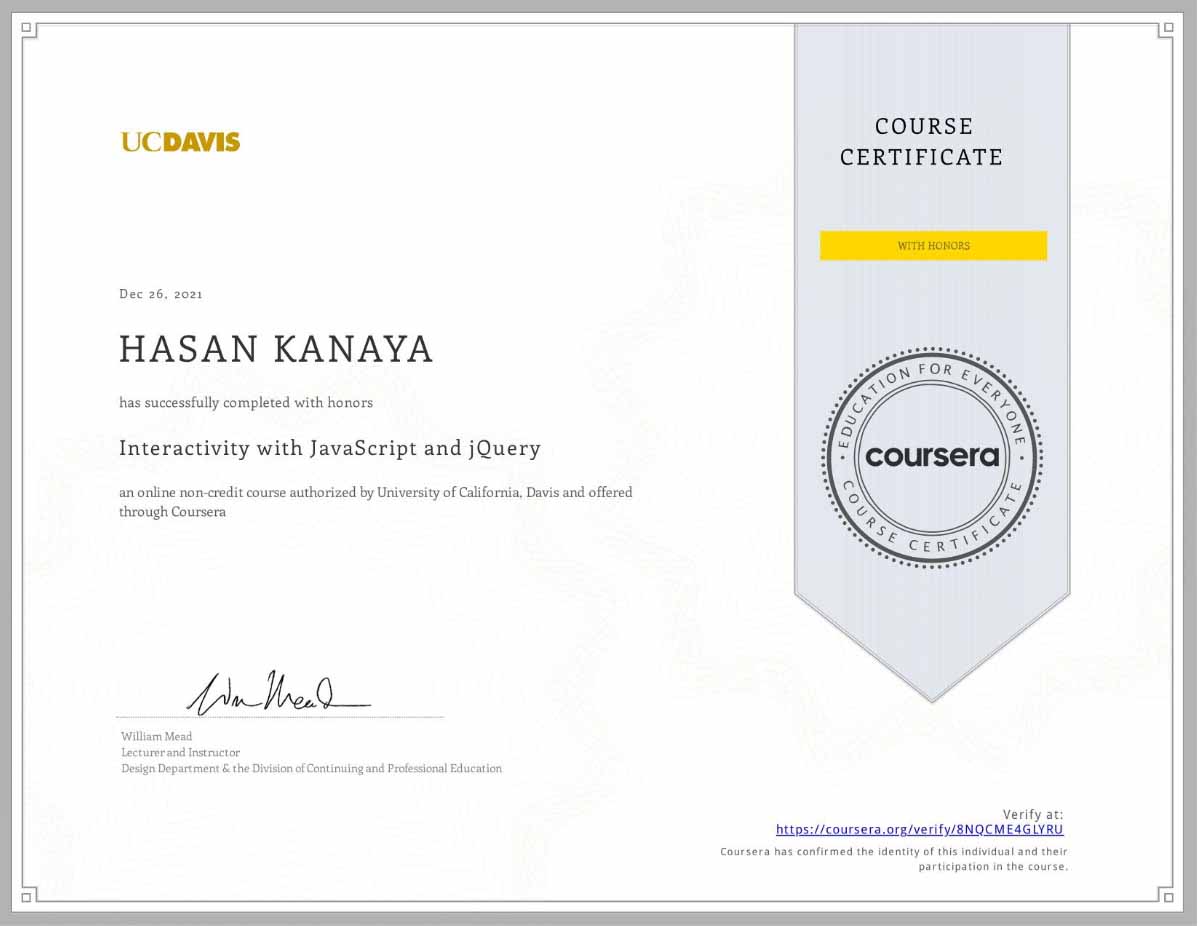 UCDAVIS
COURSE
CERTIFICATE
WITH HONORS
Dec 26, 2021
HASAN KANAYA
has successfully completed with honors
Interactivity with JavaScript and jQuery
an online non-credit course authorized by University of California, Davis and offered
through Coursera
EDUCATION FOR EVERYONE
coursera
COURSE CERTIFICATE
Wm Mead
William Mead
Lecturer and Instructor
Design Department & the Division of Continuing and Professional Education
Verify at:
https://coursera.org/verify/8NQCME4GLYRU
Coursera has confirmed the identity of this individual and their
participation in the course.